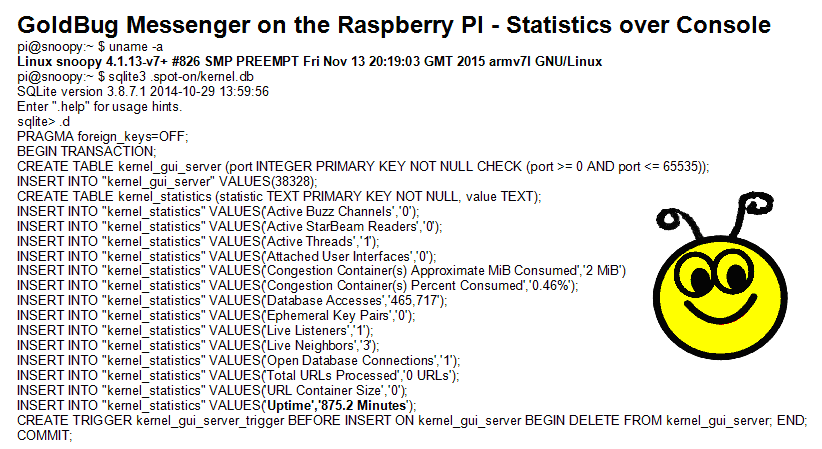 GoldBug Messenger on the Raspberry PI - Statistics over Console
pi@snoopy:~ $ uname -a
Linux snoopy 4.1.13-v7+ #826 SMP PREEMPT Fri Nov 13 20:19:03 GMT 2015 armv7l GNU/Linux
pi@snoopy:~ $ sqlite3 .spot-on/kernel.db
SQLite version 3.8.7.1 2014-10-29 13:59:56
Enter ".help" for usage hints.
sqlite> .d
PRAGMA foreign_keys=OFF;
BEGIN TRANSACTION;
CREATE TABLE kernel_gui_server (port INTEGER PRIMARY KEY NOT NULL CHECK (port >= 0 AND port <= 65535));
INSERT INTO "kernel_gui_server" VALUES(38328);
CREATE TABLE kernel_statistics (statistic TEXT PRIMARY KEY NOT NULL, value TEXT);
INSERT INTO "kernel_statistics" VALUES('Active Buzz Channels','0');
INSERT INTO "kernel_statistics" VALUES('Active StarBeam Readers','0');
INSERT INTO "kernel_statistics" VALUES('Active Threads','1');
INSERT INTO "kernel_statistics" VALUES('Attached User Interfaces','0');
INSERT INTO "kernel_statistics" VALUES('Congestion Container(s) Approximate MiB Consumed','2 MiB')
INSERT INTO "kernel_statistics" VALUES('Congestion Container(s) Percent Consumed','0.46%');
INSERT INTO "kernel_statistics" VALUES('Database Accesses','465,717');
INSERT INTO "kernel_statistics" VALUES('Ephemeral Key Pairs','0');
INSERT INTO "kernel_statistics" VALUES('Live Listeners','1');
INSERT INTO "kernel_statistics" VALUES('Live Neighbors','3');
INSERT INTO "kernel_statistics" VALUES('Open Database Connections','1');
INSERT INTO "kernel_statistics" VALUES('Total URLs Processed','0 URLs');
INSERT INTO "kernel_statistics" VALUES('URL Container Size','0');
INSERT INTO "kernel_statistics" VALUES('Uptime','875.2 Minutes');
CREATE TRIGGER kernel_gui_server_trigger BEFORE INSERT ON kernel_gui_server BEGIN DELETE FROM kernel_gui_server; END;
COMMIT;